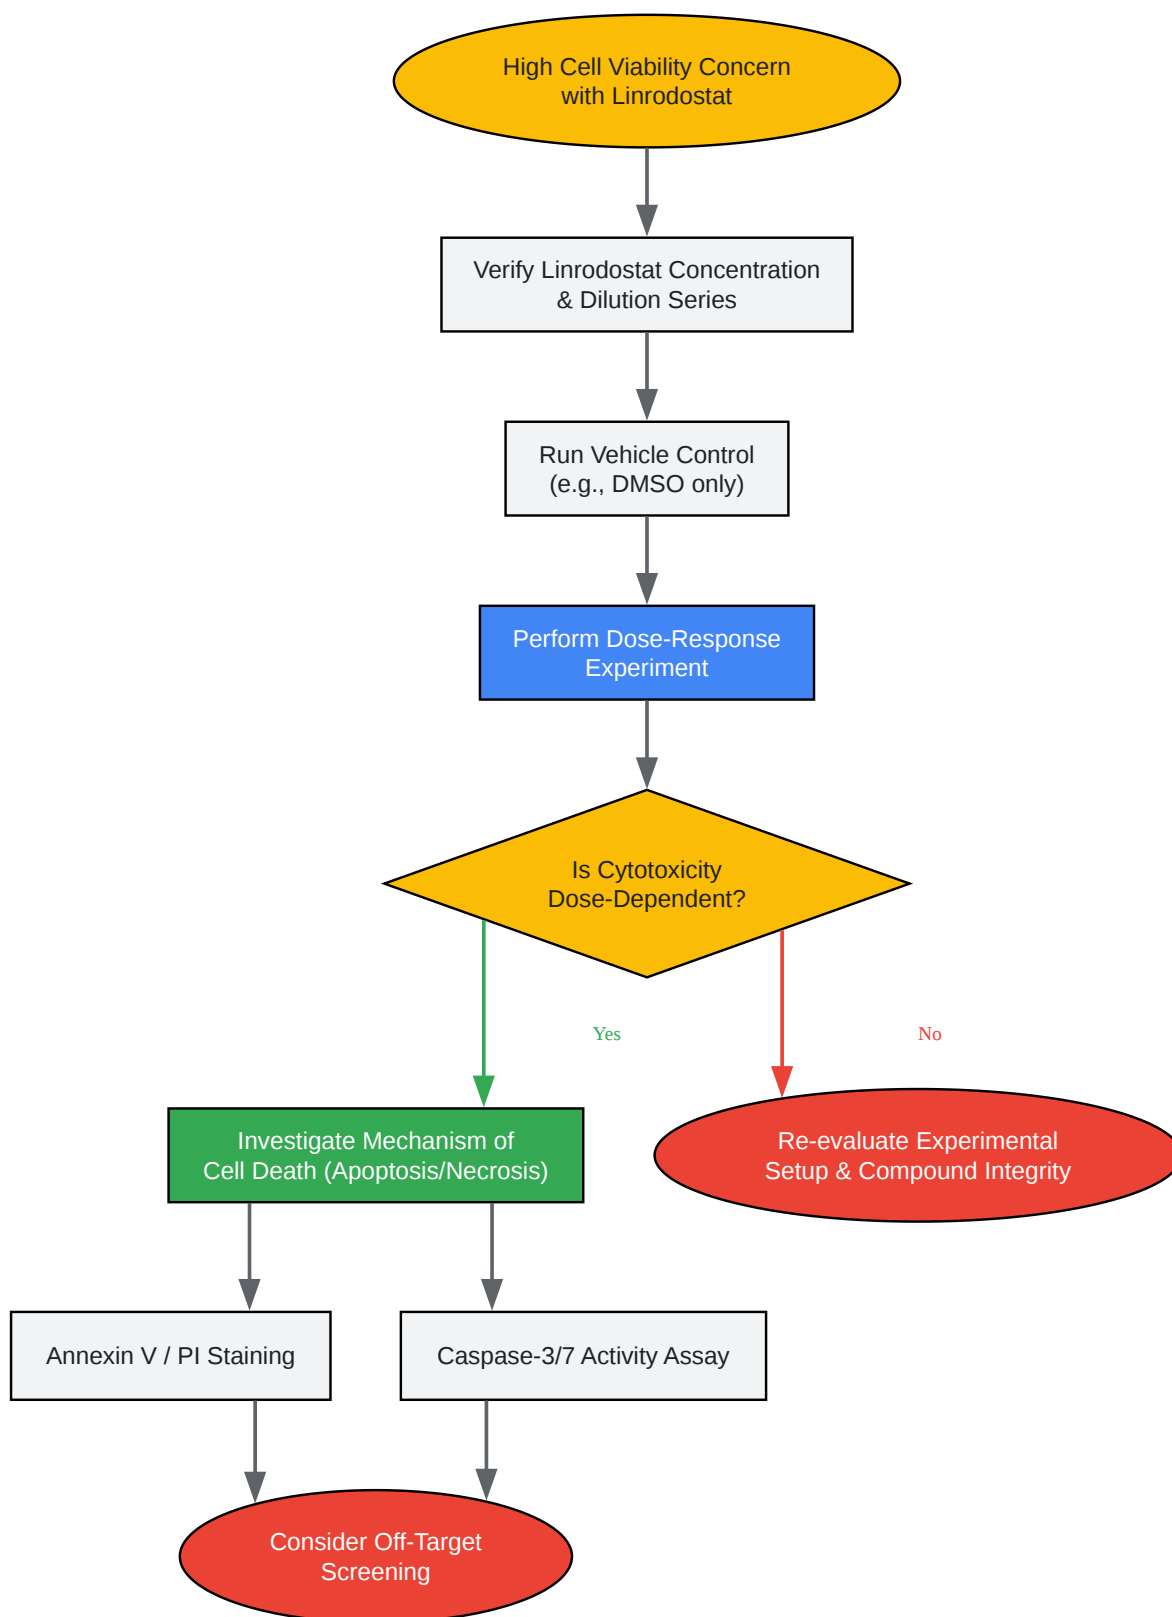 High Cell Viability Concern
with Linrodostat
Verify Linrodostat Concentration
& Dilution Series
Run Vehicle Control
(e.g., DMSO only)
Perform Dose-Response
Experiment
Is Cytotoxicity
Dose-Dependent?
Yes
No
Investigate Mechanism of
Cell Death (Apoptosis/Necrosis)
Re-evaluate Experimental
Setup & Compound Integrity
Annexin V / PI Staining
Caspase-3/7 Activity Assay
Consider Off-Target
Screening